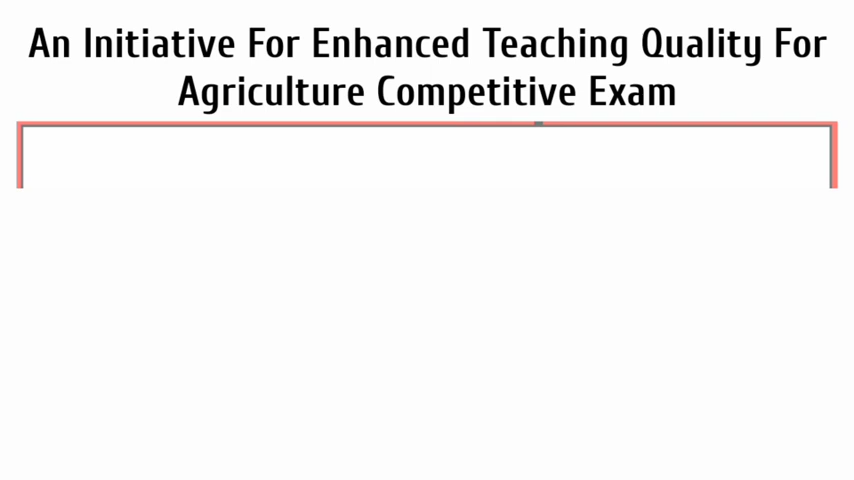 An Initiative For Enhanced Teaching Quality For
Agriculture Competitive Exam